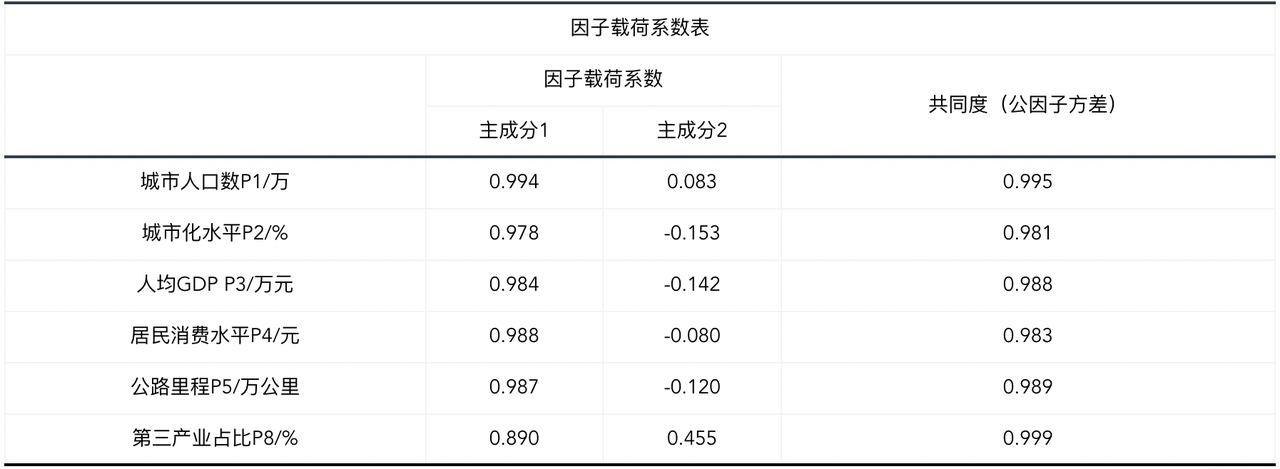 因子载荷系数表
因子载荷系数
共同度（公因子方差）
主成分1 主成分2
城市人口数P1/万 0.994 0.083 0.995
城市化水平P2/% 0.978 -0.153 0.981
人均GDP P3/万元 0.984 -0.142 0.988
居民消费水平P4/元 0.988 -0.080 0.983
公路里程P5/万公里 0.987 -0.120 0.989
第三产业占比P8/% 0.890 0.455 0.999